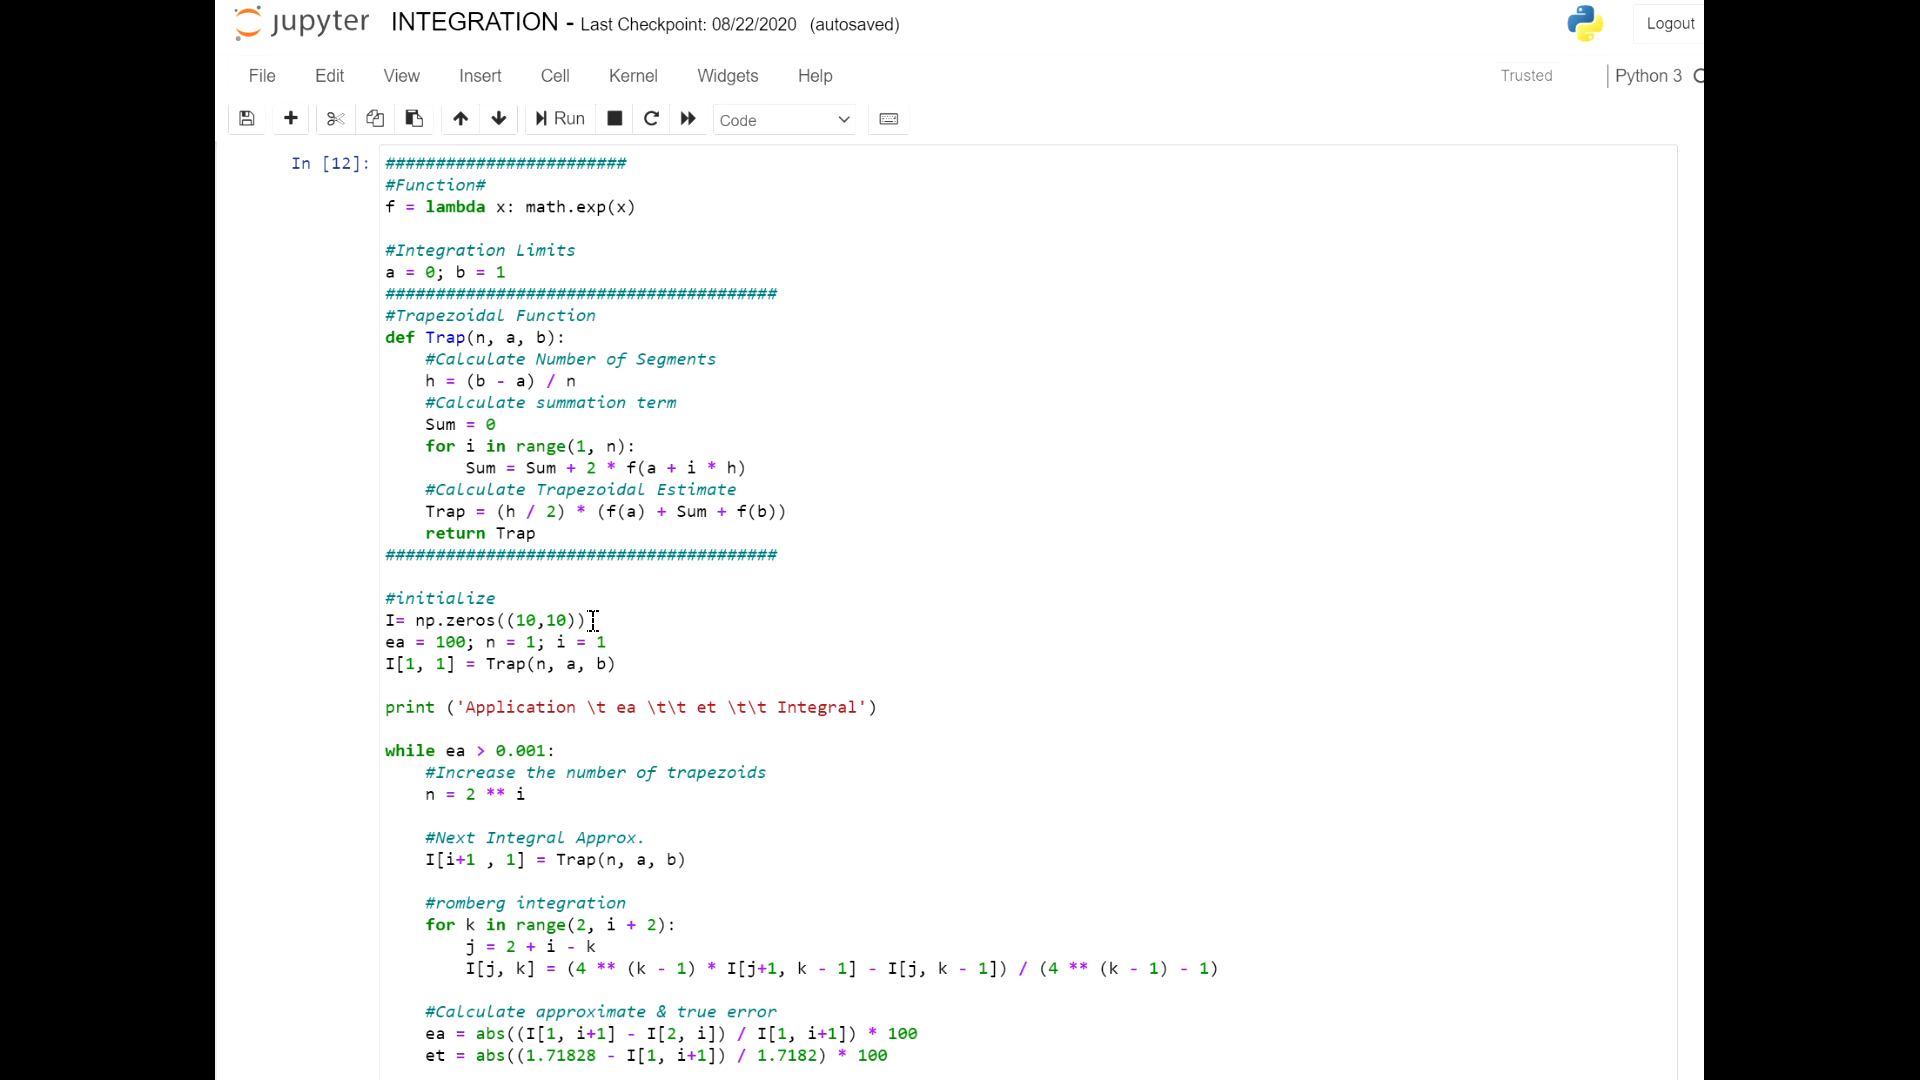 jupyter INTEGRATION - Last Checkpoint: 08/22/2020 (autosaved) Logout
File Edit View Insert Cell Kernel Widgets Help Trusted Python 3
Run Code
In [12]: ########################
#Function#
f = lambda x: math.exp(x)
#Integration Limits
a = 0; b = 1
#######################################
#Trapezoidal Function
def Trap(n, a, b):
    #Calculate Number of Segments
    h = (b - a) / n
    #Calculate summation term
    Sum = 0
    for i in range(1, n):
        Sum = Sum + 2 * f(a + i * h)
    #Calculate Trapezoidal Estimate
    Trap = (h / 2) * (f(a) + Sum + f(b))
    return Trap
#######################################
#initialize
I= np.zeros((10,10))
ea = 100; n = 1; i = 1
I[1, 1] = Trap(n, a, b)
print ('Application \t ea \t\t et \t\t Integral')
while ea > 0.001:
    #Increase the number of trapezoids
    n = 2 ** i
    #Next Integral Approx.
    I[i+1 , 1] = Trap(n, a, b)
    #romberg integration
    for k in range(2, i + 2):
        j = 2 + i - k
        I[j, k] = (4 ** (k - 1) * I[j+1, k - 1] - I[j, k - 1]) / (4 ** (k - 1) - 1)
    #Calculate approximate & true error
    ea = abs((I[1, i+1] - I[2, i]) / I[1, i+1]) * 100
    et = abs((1.71828 - I[1, i+1]) / 1.7182) * 100